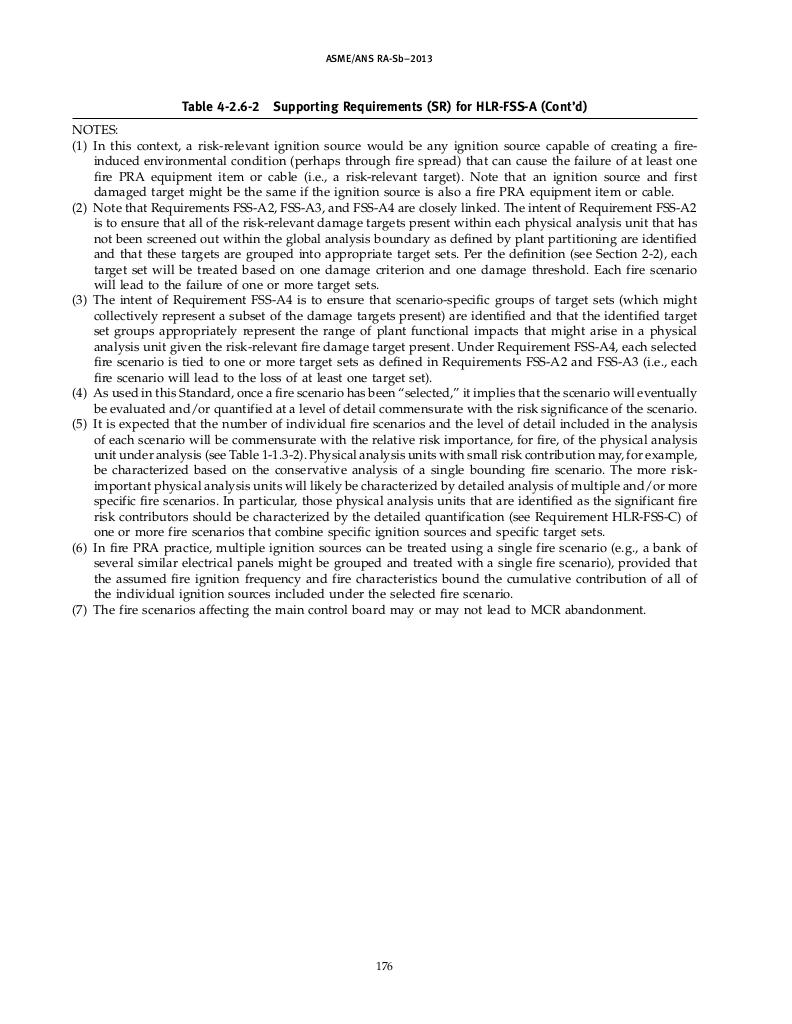 ASME/ANS RA-Sb–2013
Table 4-2.6-2 Supporting Requirements (SR) for HLR-FSS-A (Cont’d)
NOTES:
(1) In this context, a risk-relevant ignition source would be any ignition source capable of creating a fire-
induced environmental condition (perhaps through fire spread) that can cause the failure of at least one
fire PRA equipment item or cable (i.e., a risk-relevant target). Note that an ignition source and first
damaged target might be the same if the ignition source is also a fire PRA equipment item or cable.
(2) Note that Requirements FSS-A2, FSS-A3, and FSS-A4 are closely linked. The intent of Requirement FSS-A2
is to ensure that all of the risk-relevant damage targets present within each physical analysis unit that has
not been screened out within the global analysis boundary as defined by plant partitioning are identified
and that these targets are grouped into appropriate target sets. Per the definition (see Section 2-2), each
target set will be treated based on one damage criterion and one damage threshold. Each fire scenario
will lead to the failure of one or more target sets.
(3) The intent of Requirement FSS-A4 is to ensure that scenario-specific groups of target sets (which might
collectively represent a subset of the damage targets present) are identified and that the identified target
set groups appropriately represent the range of plant functional impacts that might arise in a physical
analysis unit given the risk-relevant fire damage target present. Under Requirement FSS-A4, each selected
fire scenario is tied to one or more target sets as defined in Requirements FSS-A2 and FSS-A3 (i.e., each
fire scenario will lead to the loss of at least one target set).
(4) As used in this Standard, once a fire scenario has been “selected,” it implies that the scenario will eventually
be evaluated and/or quantified at a level of detail commensurate with the risk significance of the scenario.
(5) It is expected that the number of individual fire scenarios and the level of detail included in the analysis
of each scenario will be commensurate with the relative risk importance, for fire, of the physical analysis
unit under analysis (see Table 1-1.3-2). Physical analysis units with small risk contribution may, for example,
be characterized based on the conservative analysis of a single bounding fire scenario. The more risk-
important physical analysis units will likely be characterized by detailed analysis of multiple and/or more
specific fire scenarios. In particular, those physical analysis units that are identified as the significant fire
risk contributors should be characterized by the detailed quantification (see Requirement HLR-FSS-C) of
one or more fire scenarios that combine specific ignition sources and specific target sets.
(6) In fire PRA practice, multiple ignition sources can be treated using a single fire scenario (e.g., a bank of
several similar electrical panels might be grouped and treated with a single fire scenario), provided that
the assumed fire ignition frequency and fire characteristics bound the cumulative contribution of all of
the individual ignition sources included under the selected fire scenario.
(7) The fire scenarios affecting the main control board may or may not lead to MCR abandonment.
176